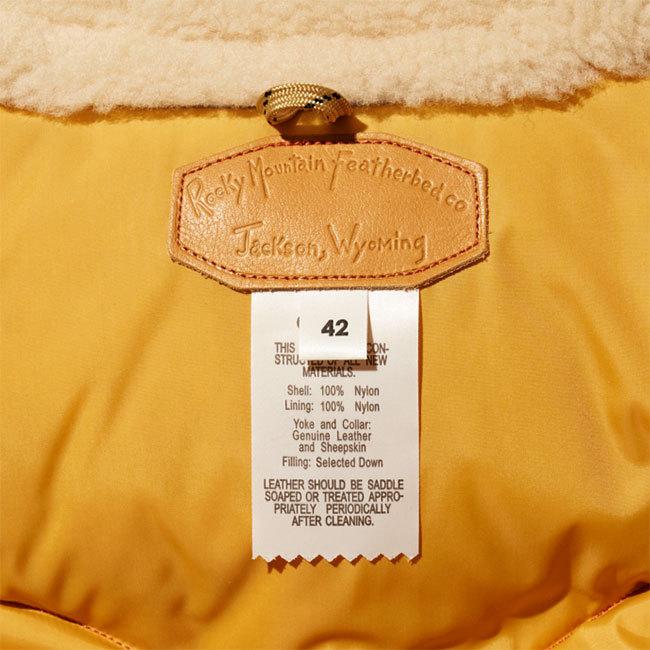 Rocky Mountain Featherbed co
Jackson, Wyoming
42
THIS CON-
STRUCTED OF ALL NEW
MATERIALS.
Shell: 100% Nylon
Lining: 100% Nylon
Yoke and Collar:
Genuine Leather
and Sheepskin
Filling: Selected Down
LEATHER SHOULD BE SADDLE
SOAPED OR TREATED APPRO-
PRIATELY PERIODICALLY
AFTER CLEANING.